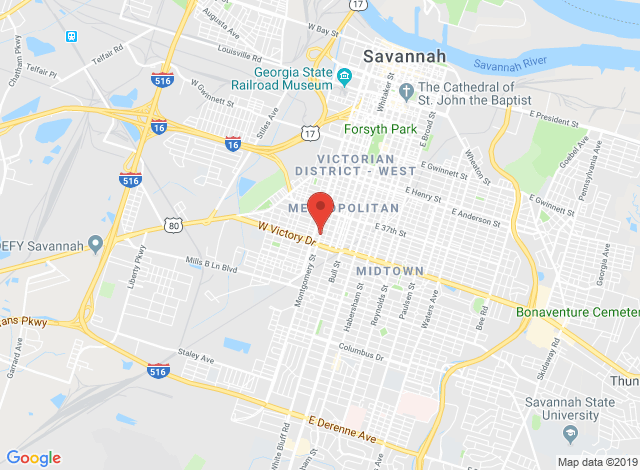 W Bay St
17
Savannah
Augusta Ave
Chatham Pkwy
Telfair Rd
Louisville Rd
Telfair Pl
Savannah River
516
Georgia State
Railroad Museum
W Gwinnett St
W Gwinnett St
Whitaker St
The Cathedral of
St. John the Baptist
E President St
Stiles Ave
17
Forsyth Park
E Broad St
16
16
Goebel Ave
Pennsylvania Ave
VICTORIAN
DISTRICT - WEST
Wheaton St
E Gwinnett St
516
E Henry St
METROPOLITAN
E Anderson St
80
W Victory Dr
E 37th St
DEFY Savannah
Liberty Pkwy
Mills B Ln Blvd
Montgomery St
Bull St
MIDTOWN
Georgia Ave
Habersham St
Reynolds St
Paulsen St
Waters Ave
Bee Rd
Bonaventure Cemeter
ans Pkwy
Garrard Ave
Staley Ave
Columbus Dr
Skidaway Rd
516
Thun
Savannah State
University
E Derenne Ave
White Bluff Rd
ham St
Google
Map data ©2019